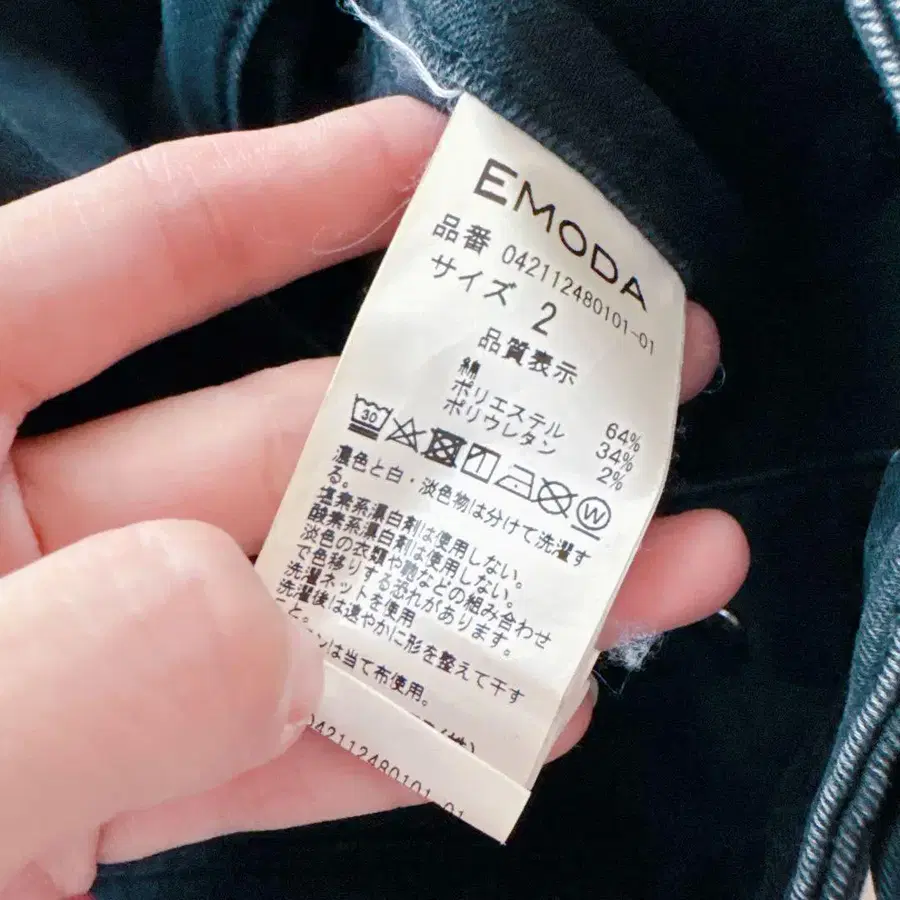 EMODA
品番 042112480101-01
サイズ 2
品質表示
綿 64%
ポリエステル 34%
ポリウレタン 2%
30
W
濃色と白・淡色物は分けて洗濯す
る。
塩素系漂白剤は使用しない。
酸素系漂白剤は使用しない。
淡色の衣類や鞄などの組み合わせ
で色移りする恐れがあります。
洗濯ネットを使用
洗濯後は速やかに形を整えて干す
こと。
ンは当て布使用。
042112480101-01